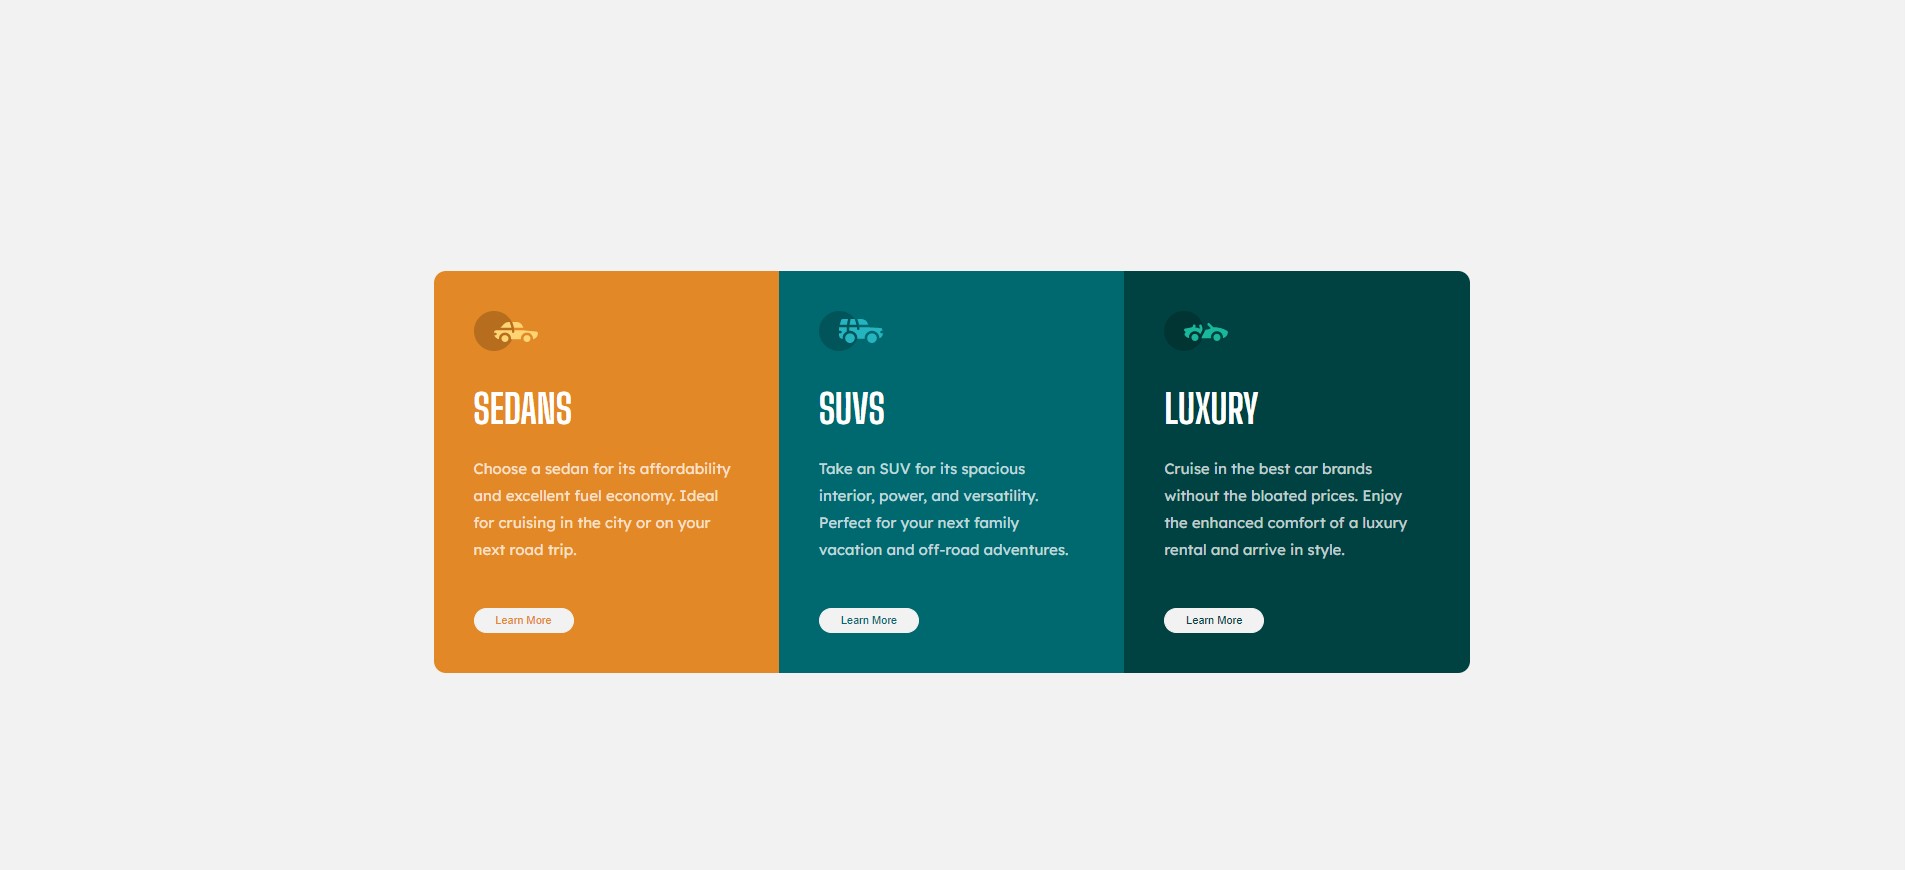 SEDANS
Choose a sedan for its affordability
and excellent fuel economy. Ideal
for cruising in the city or on your
next road trip.
Learn More
SUVS
Take an SUV for its spacious
interior, power, and versatility.
Perfect for your next family
vacation and off-road adventures.
Learn More
LUXURY
Cruise in the best car brands
without the bloated prices. Enjoy
the enhanced comfort of a luxury
rental and arrive in style.
Learn More